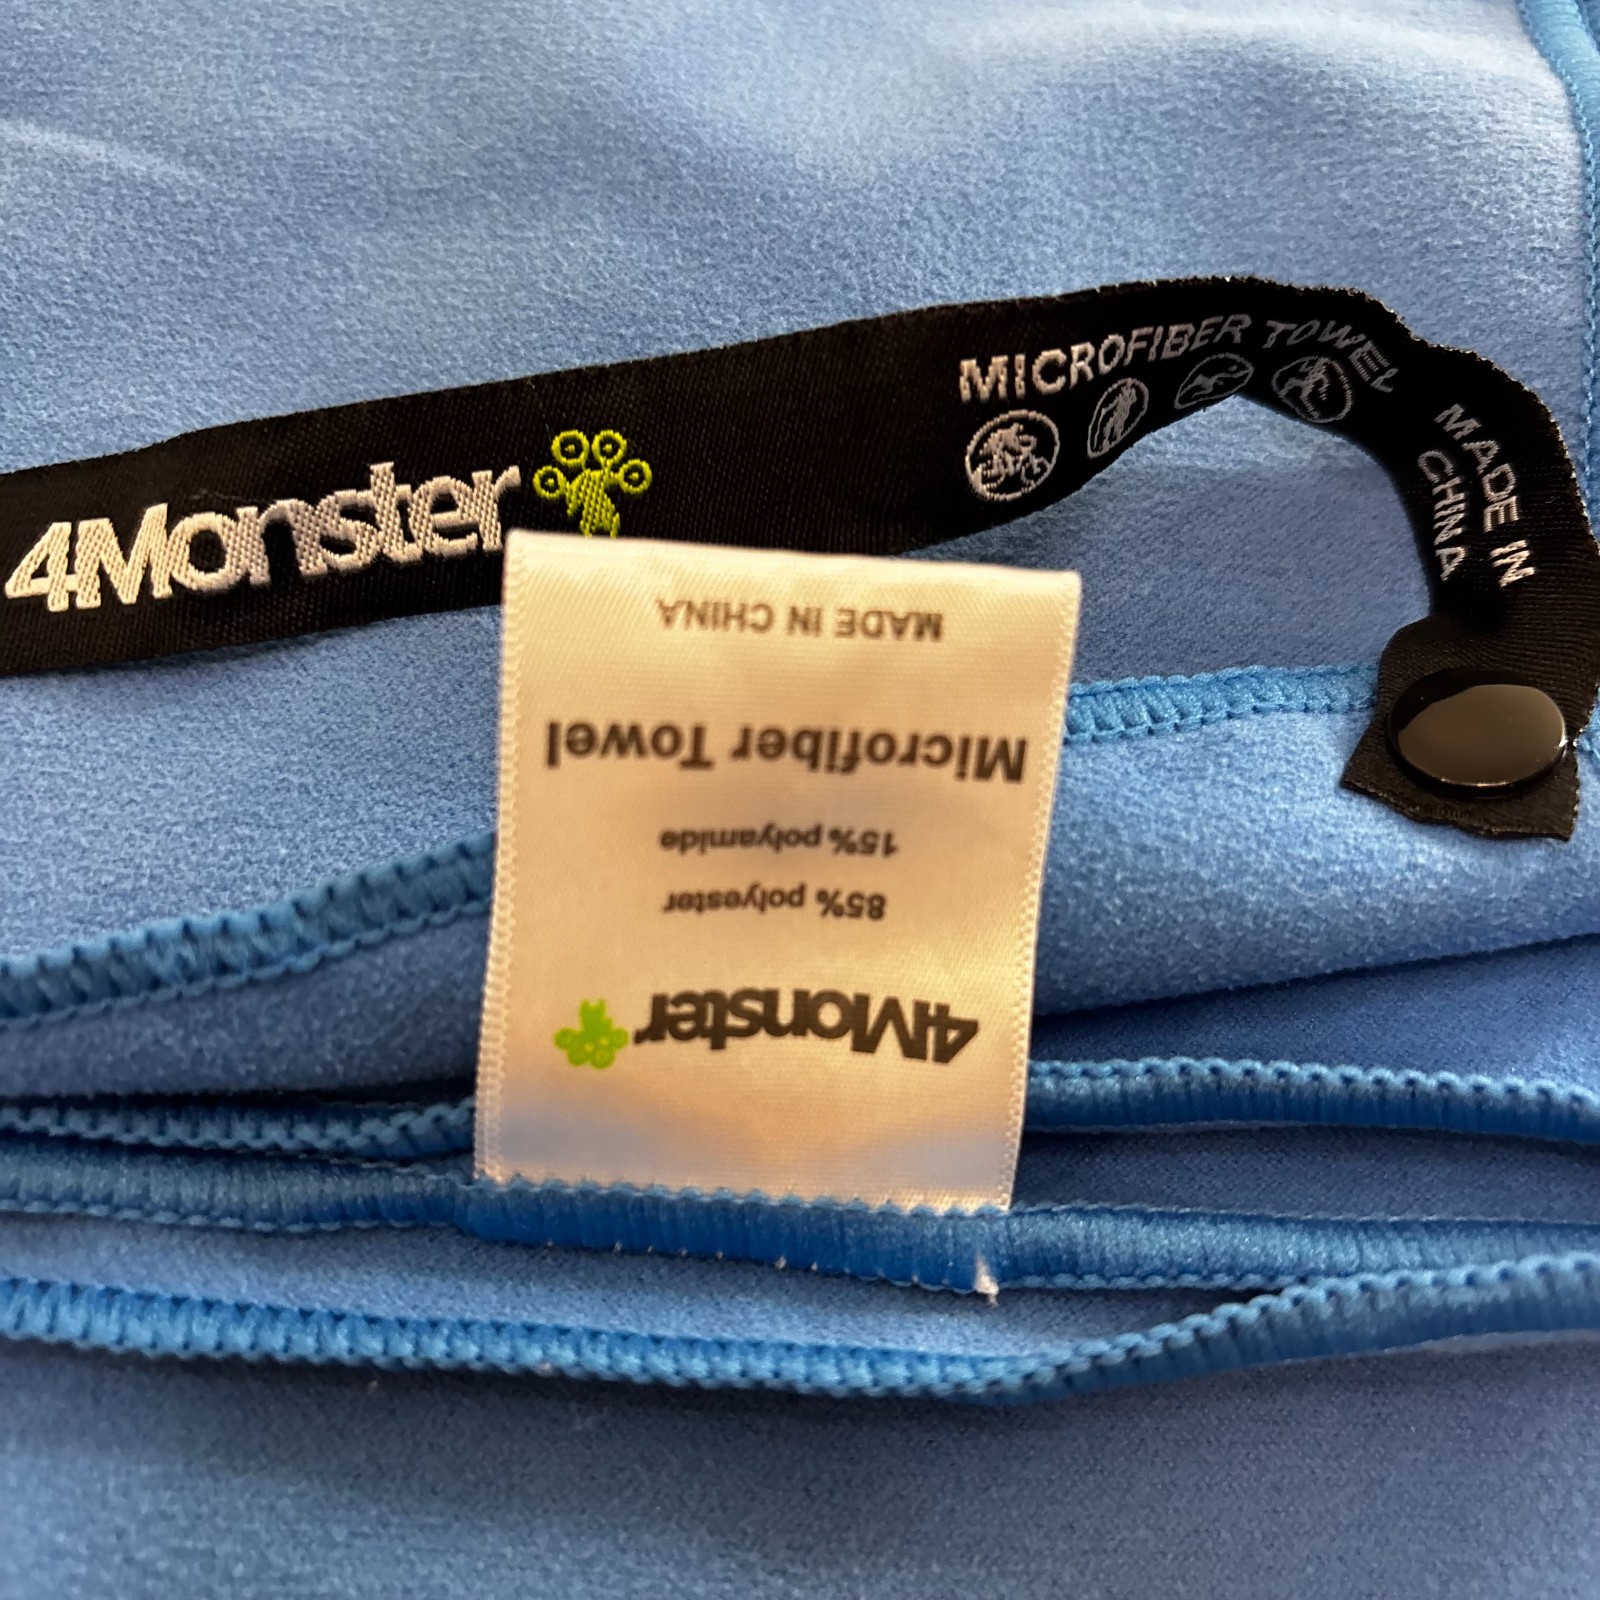 4Monster
MICROFIBER TOWEL
MADE IN
CHINA
4Monster
85% polyester
15% polyamide
Microfiber Towel
MADE IN CHINA